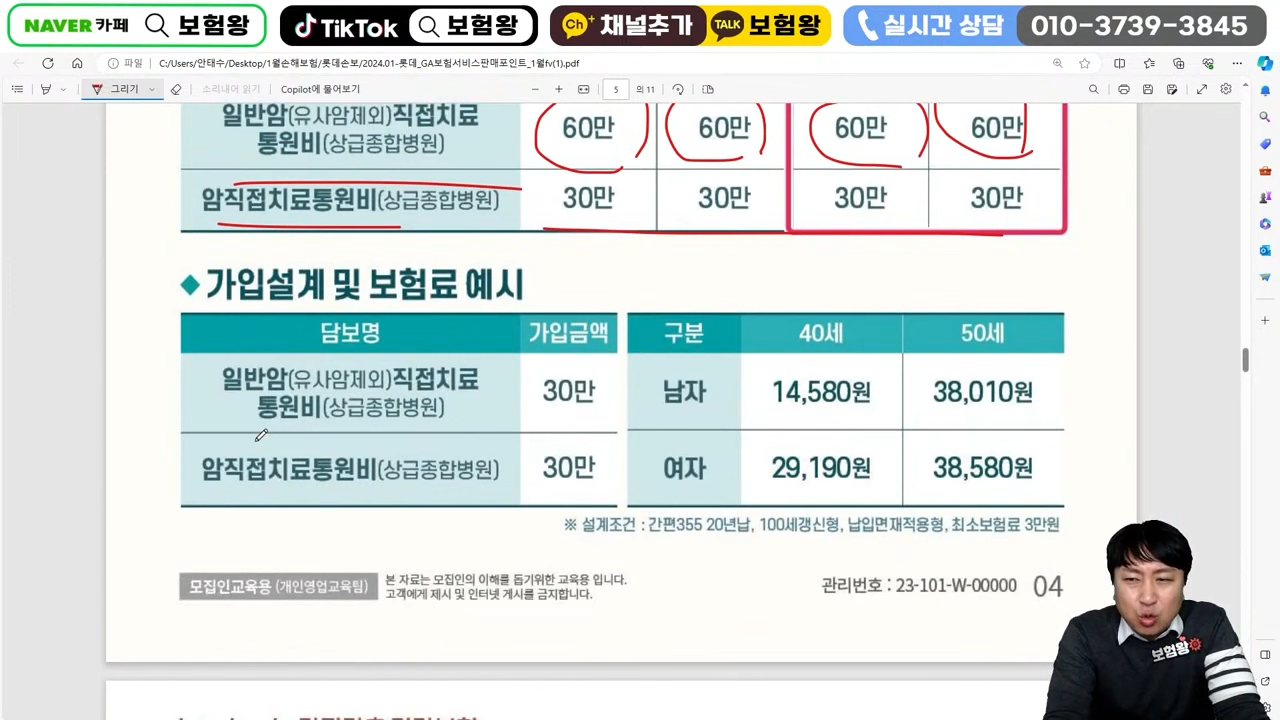 NAVER 카페 보험왕 TikTok 보험왕 Ch+ 채널추가 TALK 보험왕 실시간 상담 010-3739-3845
파일 C:/Users/안태수/Desktop/1월손해보험/롯데손보/2024.01-롯데_GA보험서비스판매포인트_1월fv(1).pdf
그리기 소리내어 읽기 Copilot에 물어보기 5 의 11
일반암(유사암제외)직접치료
통원비(상급종합병원) 60만 60만 60만 60만
암직접치료통원비(상급종합병원) 30만 30만 30만 30만
가입설계 및 보험료 예시
담보명 가입금액 구분 40세 50세
일반암(유사암제외)직접치료
통원비(상급종합병원) 30만 남자 14,580원 38,010원
암직접치료통원비(상급종합병원) 30만 여자 29,190원 38,580원
※ 설계조건 : 간편355 20년납, 100세갱신형, 납입면제적용형, 최소보험료 3만원
모집인교육용 (개인영업교육팀) 본 자료는 모집인의 이해를 돕기위한 교육용 입니다.
고객에게 제시 및 인터넷 게시를 금지합니다.
관리번호 : 23-101-W-00000 04
보험왕